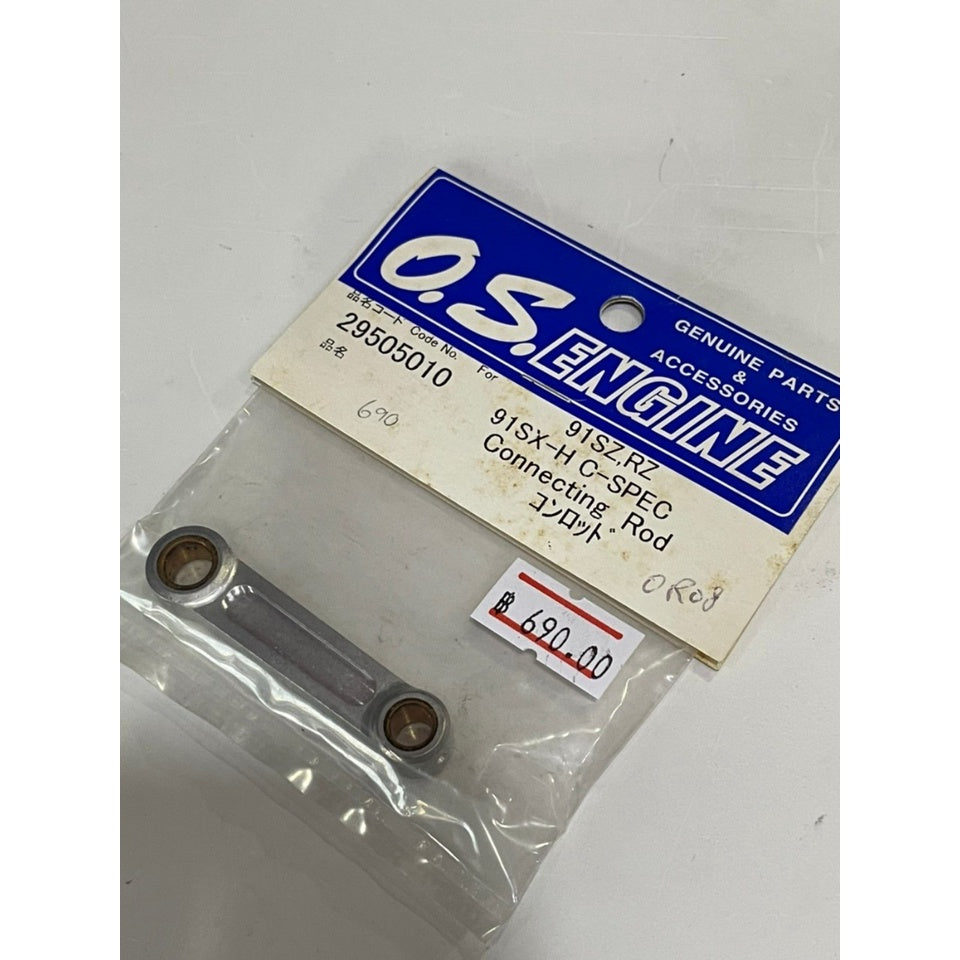 O.S. ENGINE
GENUINE PARTS
&
ACCESSORIES
品名コード Code No. For
29505010
品名
91SZ,RZ
91SX-H C-SPEC
Connecting Rod
コンロッド
690
OR08
฿ 690.00